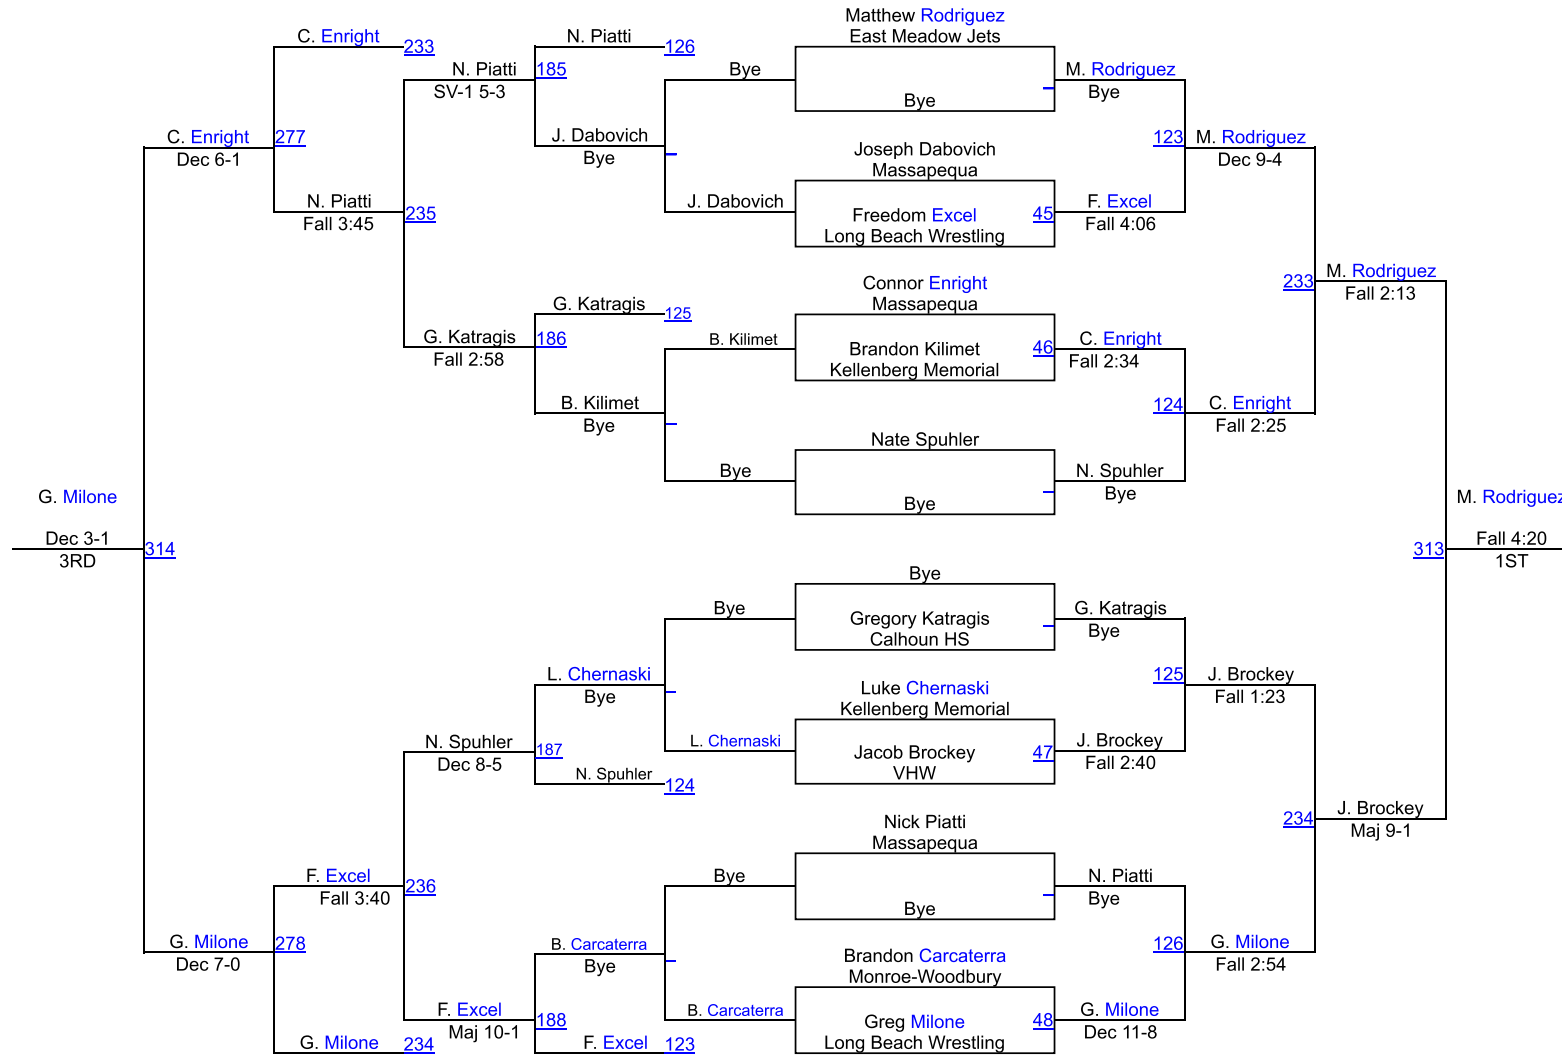 Matthew Rodriguez
C. Enright 233 N. Piatti 126 East Meadow Jets
N. Piatti 185 Bye M. Rodriguez
SV-1 5-3 Bye Bye
C. Enright 277 J. Dabovich 123 M. Rodriguez
Dec 6-1 Bye Joseph Dabovich Dec 9-4
Massapequa
N. Piatti 235 J. Dabovich Freedom Excel 45 F. Excel
Fall 3:45 Long Beach Wrestling Fall 4:06
Connor Enright 233 M. Rodriguez
G. Katragis 125 Massapequa Fall 2:13
G. Katragis 186 B. Kilimet Brandon Kilimet 46 C. Enright
Fall 2:58 Kellenberg Memorial Fall 2:34
B. Kilimet 124 C. Enright
Bye Fall 2:25
Nate Spuhler
Bye N. Spuhler
Bye Bye
G. Milone M. Rodriguez
Dec 3-1 314 313 Fall 4:20
3RD 1ST
Bye
Bye Gregory Katragis G. Katragis
Calhoun HS Bye
L. Chernaski Luke Chernaski 125 J. Brockey
Bye Kellenberg Memorial Fall 1:23
N. Spuhler 187 L. Chernaski Jacob Brockey 47 J. Brockey
Dec 8-5 VHW Fall 2:40
N. Spuhler 124
Nick Piatti 234 J. Brockey
Massapequa Maj 9-1
F. Excel 236 Bye N. Piatti
Fall 3:40 Bye Bye
G. Milone 278 B. Carcaterra Brandon Carcaterra 126 G. Milone
Dec 7-0 Bye Monroe-Woodbury Fall 2:54
F. Excel 188 B. Carcaterra Greg Milone 48 G. Milone
Maj 10-1 Long Beach Wrestling Dec 11-8
G. Milone 234 F. Excel 123